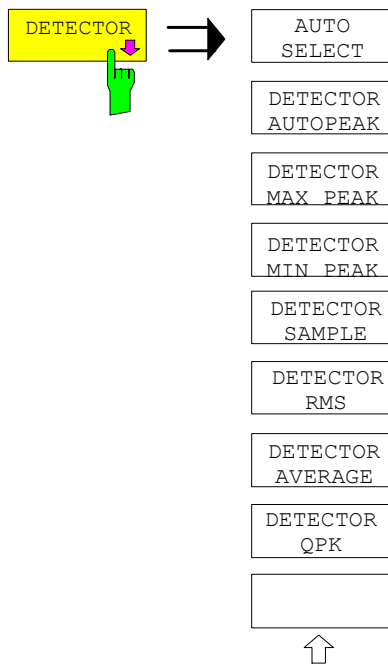 DETECTOR
AUTO
SELECT
DETECTOR
AUTOPEAK
DETECTOR
MAX PEAK
DETECTOR
MIN PEAK
DETECTOR
SAMPLE
DETECTOR
RMS
DETECTOR
AVERAGE
DETECTOR
QPK